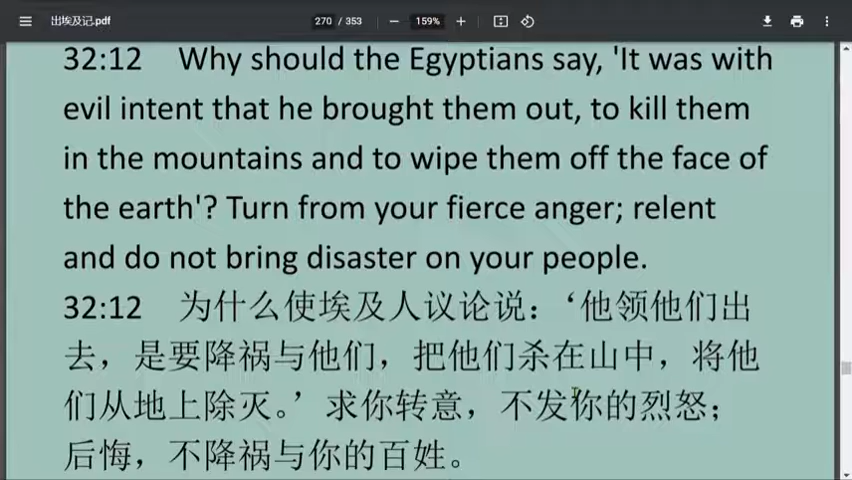 出埃及记.pdf
270 / 353
159%
32:12 Why should the Egyptians say, 'It was with
evil intent that he brought them out, to kill them
in the mountains and to wipe them off the face of
the earth'? Turn from your fierce anger; relent
and do not bring disaster on your people.
32:12 为什么使埃及人议论说：‘他领他们出
去，是要降祸与他们，把他们杀在山中，将他
们从地上除灭。’求你转意，不发你的烈怒；
后悔，不降祸与你的百姓。